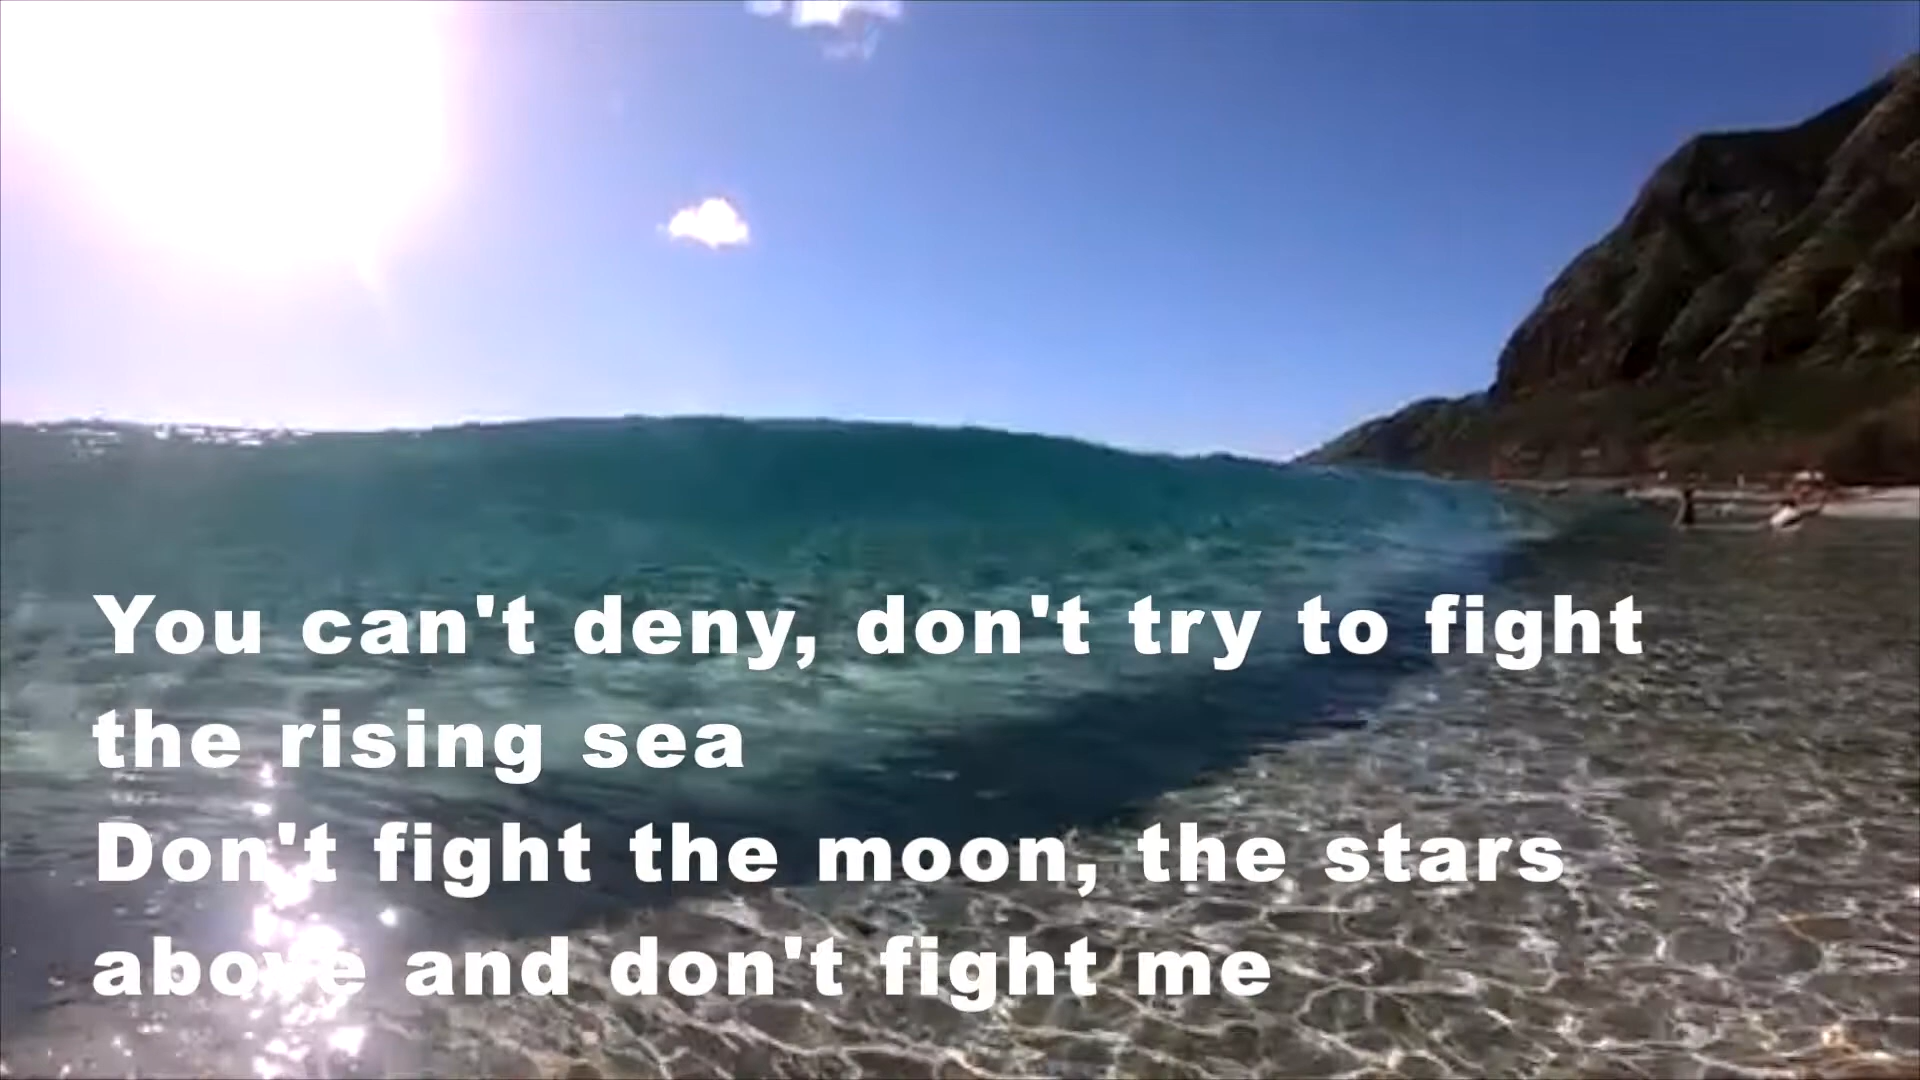 You can't deny, don't try to fight
the rising sea
Don't fight the moon, the stars
above and don't fight me